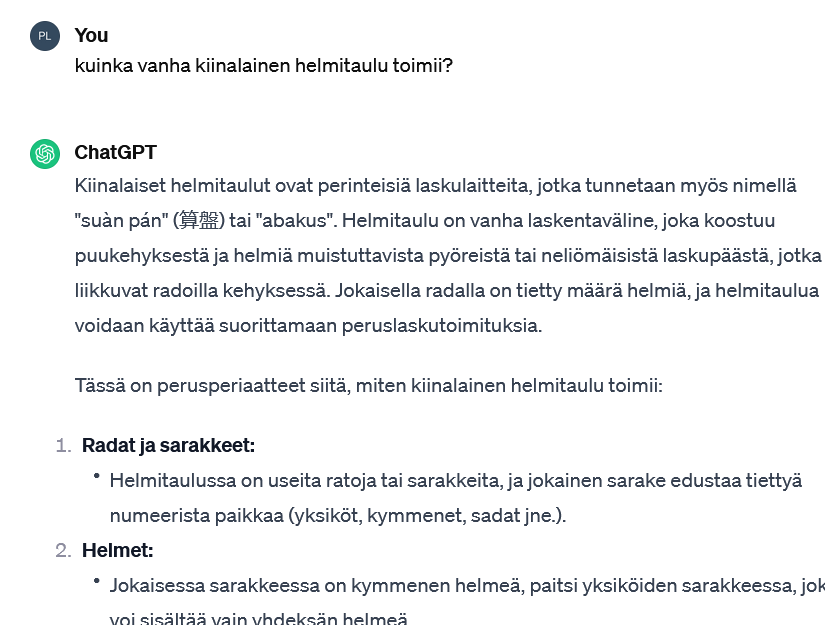 PL
You
kuinka vanha kiinalainen helmitaulu toimii?
ChatGPT
Kiinalaiset helmitaulut ovat perinteisiä laskulaitteita, jotka tunnetaan myös nimellä
"suàn pán" (算盤) tai "abakus". Helmitaulu on vanha laskentaväline, joka koostuu
puukehyksestä ja helmiä muistuttavista pyöreistä tai neliömäisistä laskupäästä, jotka
liikkuvat radoilla kehyksessä. Jokaisella radalla on tietty määrä helmiä, ja helmitaulua
voidaan käyttää suorittamaan peruslaskutoimituksia.
Tässä on perusperiaatteet siitä, miten kiinalainen helmitaulu toimii:
1. Radat ja sarakkeet:
• Helmitaulussa on useita ratoja tai sarakkeita, ja jokainen sarake edustaa tiettyä
numeerista paikkaa (yksiköt, kymmenet, sadat jne.).
2. Helmet:
• Jokaisessa sarakkeessa on kymmenen helmeä, paitsi yksiköiden sarakkeessa, jok
voi sisältää vain yhdeksän helmeä